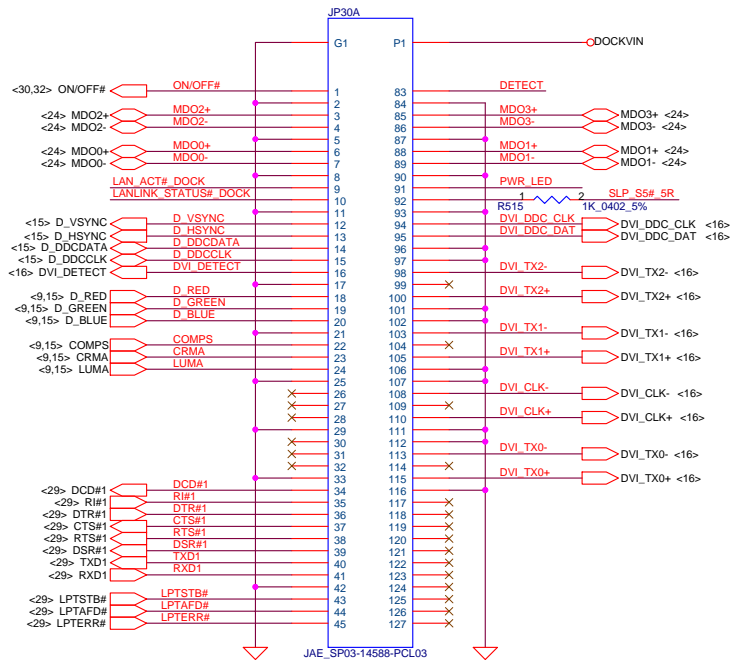 JP30A
G1 P1 DOCKVIN
<30,32> ON/OFF# ON/OFF# 1 83 DETECT
2 84
<24> MDO2+ MDO2+ 3 85 MDO3+ MDO3+ <24>
<24> MDO2- MDO2- 4 86 MDO3- MDO3- <24>
5 87
<24> MDO0+ MDO0+ 6 88 MDO1+ MDO1+ <24>
<24> MDO0- MDO0- 7 89 MDO1- MDO1- <24>
8 90
LAN_ACT#_DOCK 9 91 PWR_LED
LANLINK_STATUS#_DOCK 10 92 1 2 SLP_S5#_5R
R515 1K_0402_5%
11 93
<15> D_VSYNC D_VSYNC 12 94 DVI_DDC_CLK DVI_DDC_CLK <16>
<15> D_HSYNC D_HSYNC 13 95 DVI_DDC_DAT DVI_DDC_DAT <16>
<15> D_DDCDATA D_DDCDATA 14 96
<15> D_DDCCLK D_DDCCLK 15 97
<16> DVI_DETECT DVI_DETECT 16 98 DVI_TX2- DVI_TX2- <16>
17 99
<9,15> D_RED D_RED 18 100 DVI_TX2+ DVI_TX2+ <16>
<9,15> D_GREEN D_GREEN 19 101
<9,15> D_BLUE D_BLUE 20 102
21 103 DVI_TX1- DVI_TX1- <16>
<9,15> COMPS COMPS 22 104
<9,15> CRMA CRMA 23 105 DVI_TX1+ DVI_TX1+ <16>
<9,15> LUMA LUMA 24 106
25 107
26 108 DVI_CLK- DVI_CLK- <16>
27 109
28 110 DVI_CLK+ DVI_CLK+ <16>
29 111
30 112
31 113 DVI_TX0- DVI_TX0- <16>
32 114
33 115 DVI_TX0+ DVI_TX0+ <16>
<29> DCD#1 DCD#1 34 116
<29> RI#1 RI#1 35 117
<29> DTR#1 DTR#1 36 118
<29> CTS#1 CTS#1 37 119
<29> RTS#1 RTS#1 38 120
<29> DSR#1 DSR#1 39 121
<29> TXD1 TXD1 40 122
<29> RXD1 RXD1 41 123
42 124
<29> LPTSTB# LPTSTB# 43 125
<29> LPTAFD# LPTAFD# 44 126
<29> LPTERR# LPTERR# 45 127
JAE_SP03-14588-PCL03